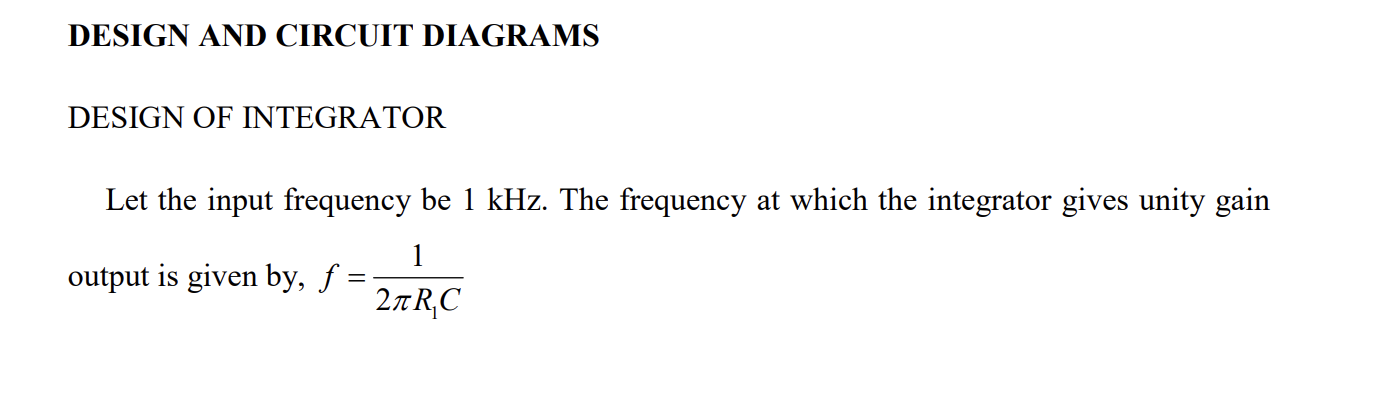 DESIGN AND CIRCUIT DIAGRAMS
DESIGN OF INTEGRATOR
Let the input frequency be 1 kHz. The frequency at which the integrator gives unity gain
output is given by, f = 1 / 2πR₁C